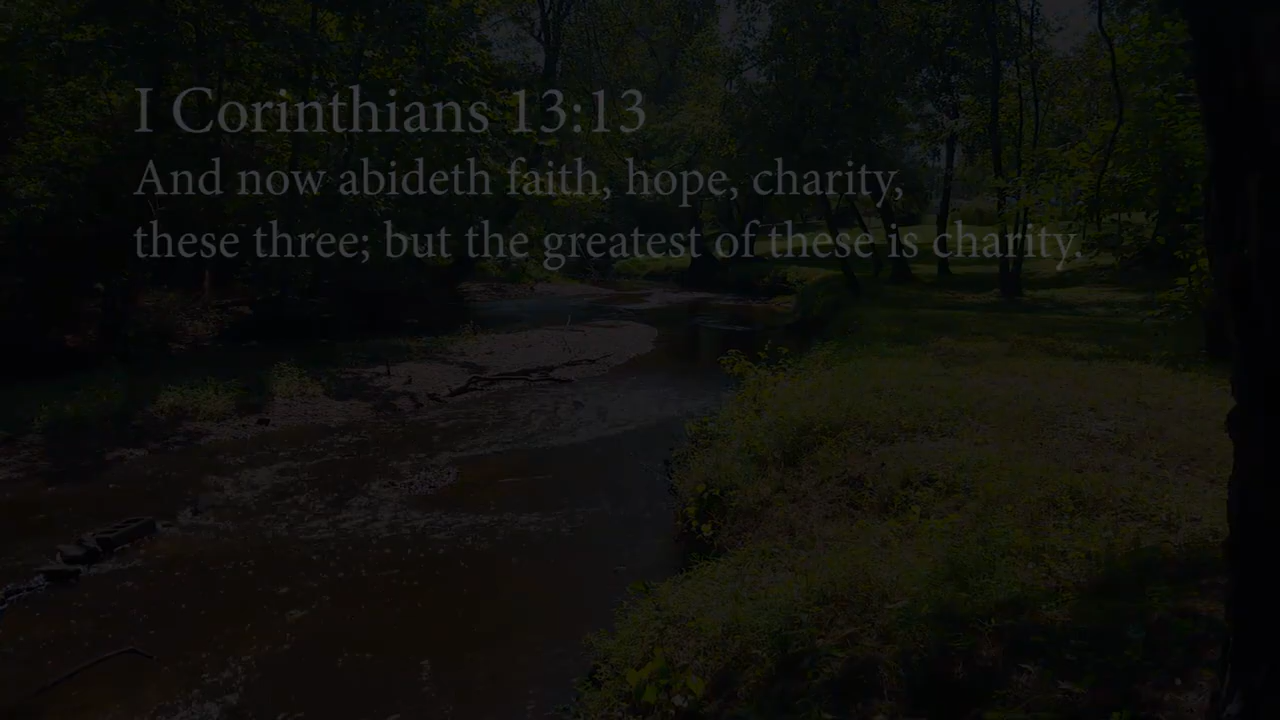 I Corinthians 13:13
And now abideth faith, hope, charity,
these three; but the greatest of these is charity.